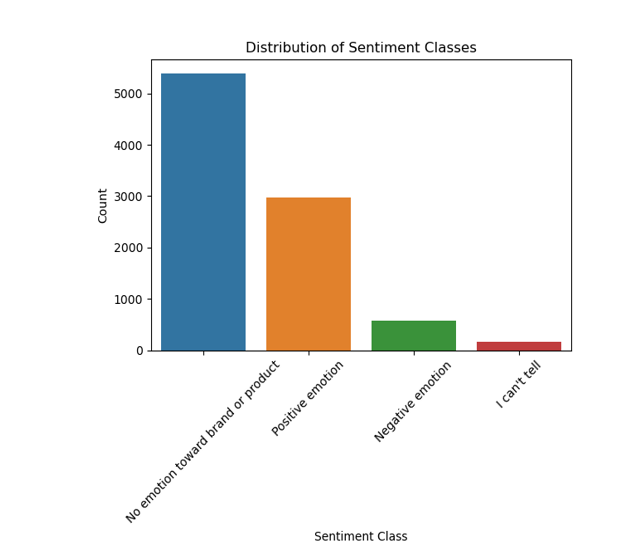 Distribution of Sentiment Classes
5000
4000
3000
2000
1000
0
Count
No emotion toward brand or product
Positive emotion
Negative emotion
I can't tell
Sentiment Class